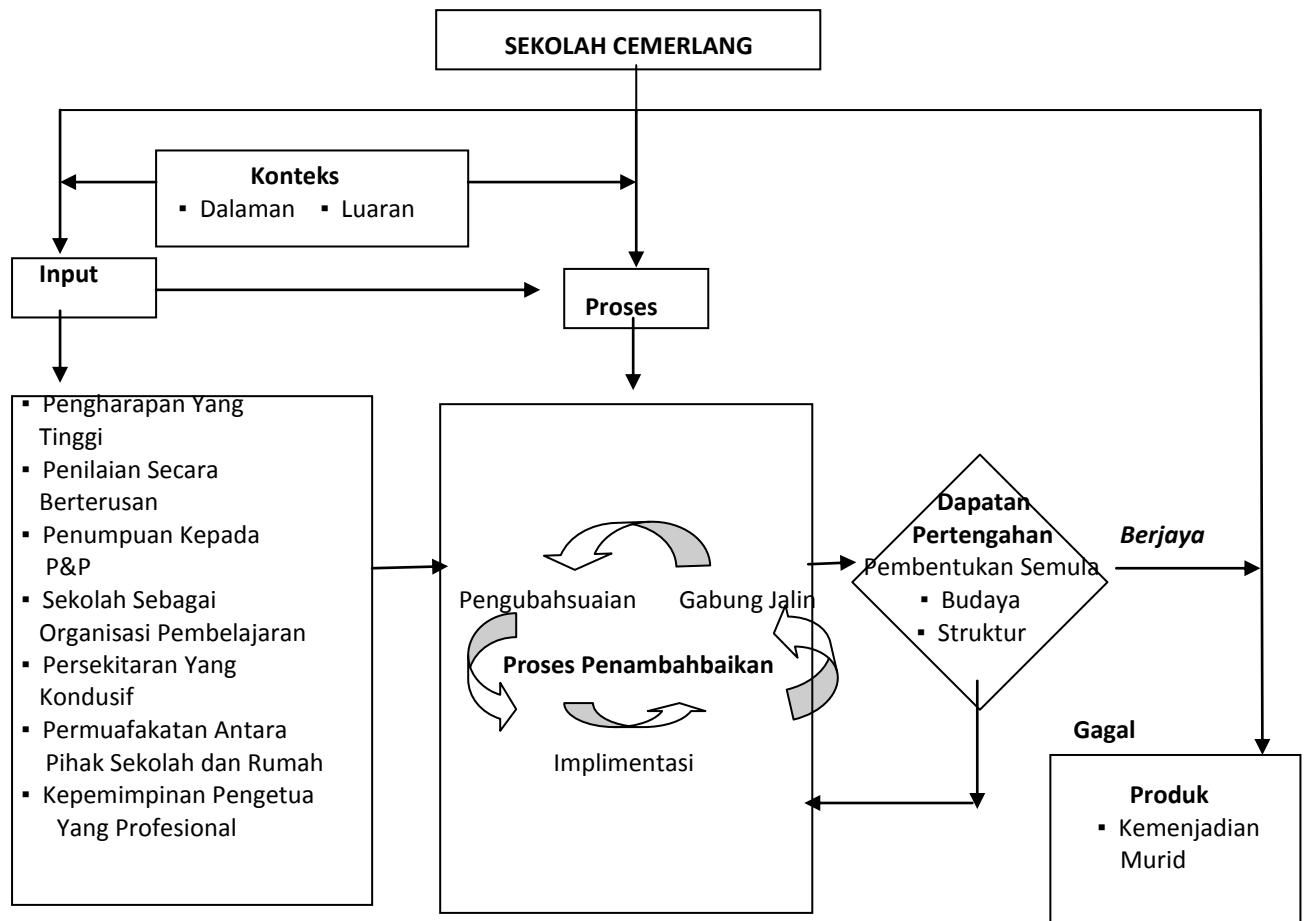 SEKOLAH CEMERLANG
Konteks
▪ Dalaman ▪ Luaran
Input
Proses
▪ Pengharapan Yang
Tinggi
▪ Penilaian Secara
Berterusan
▪ Penumpuan Kepada
P&P
▪ Sekolah Sebagai
Organisasi Pembelajaran
▪ Persekitaran Yang
Kondusif
▪ Permuafakatan Antara
Pihak Sekolah dan Rumah
▪ Kepemimpinan Pengetua
Yang Profesional
Pengubahsuaian Gabung Jalin
Proses Penambahbaikan
Implimentasi
Dapatan
Pertengahan
Pembentukan Semula
▪ Budaya
▪ Struktur
Berjaya
Gagal
Produk
▪ Kemenjadian
Murid